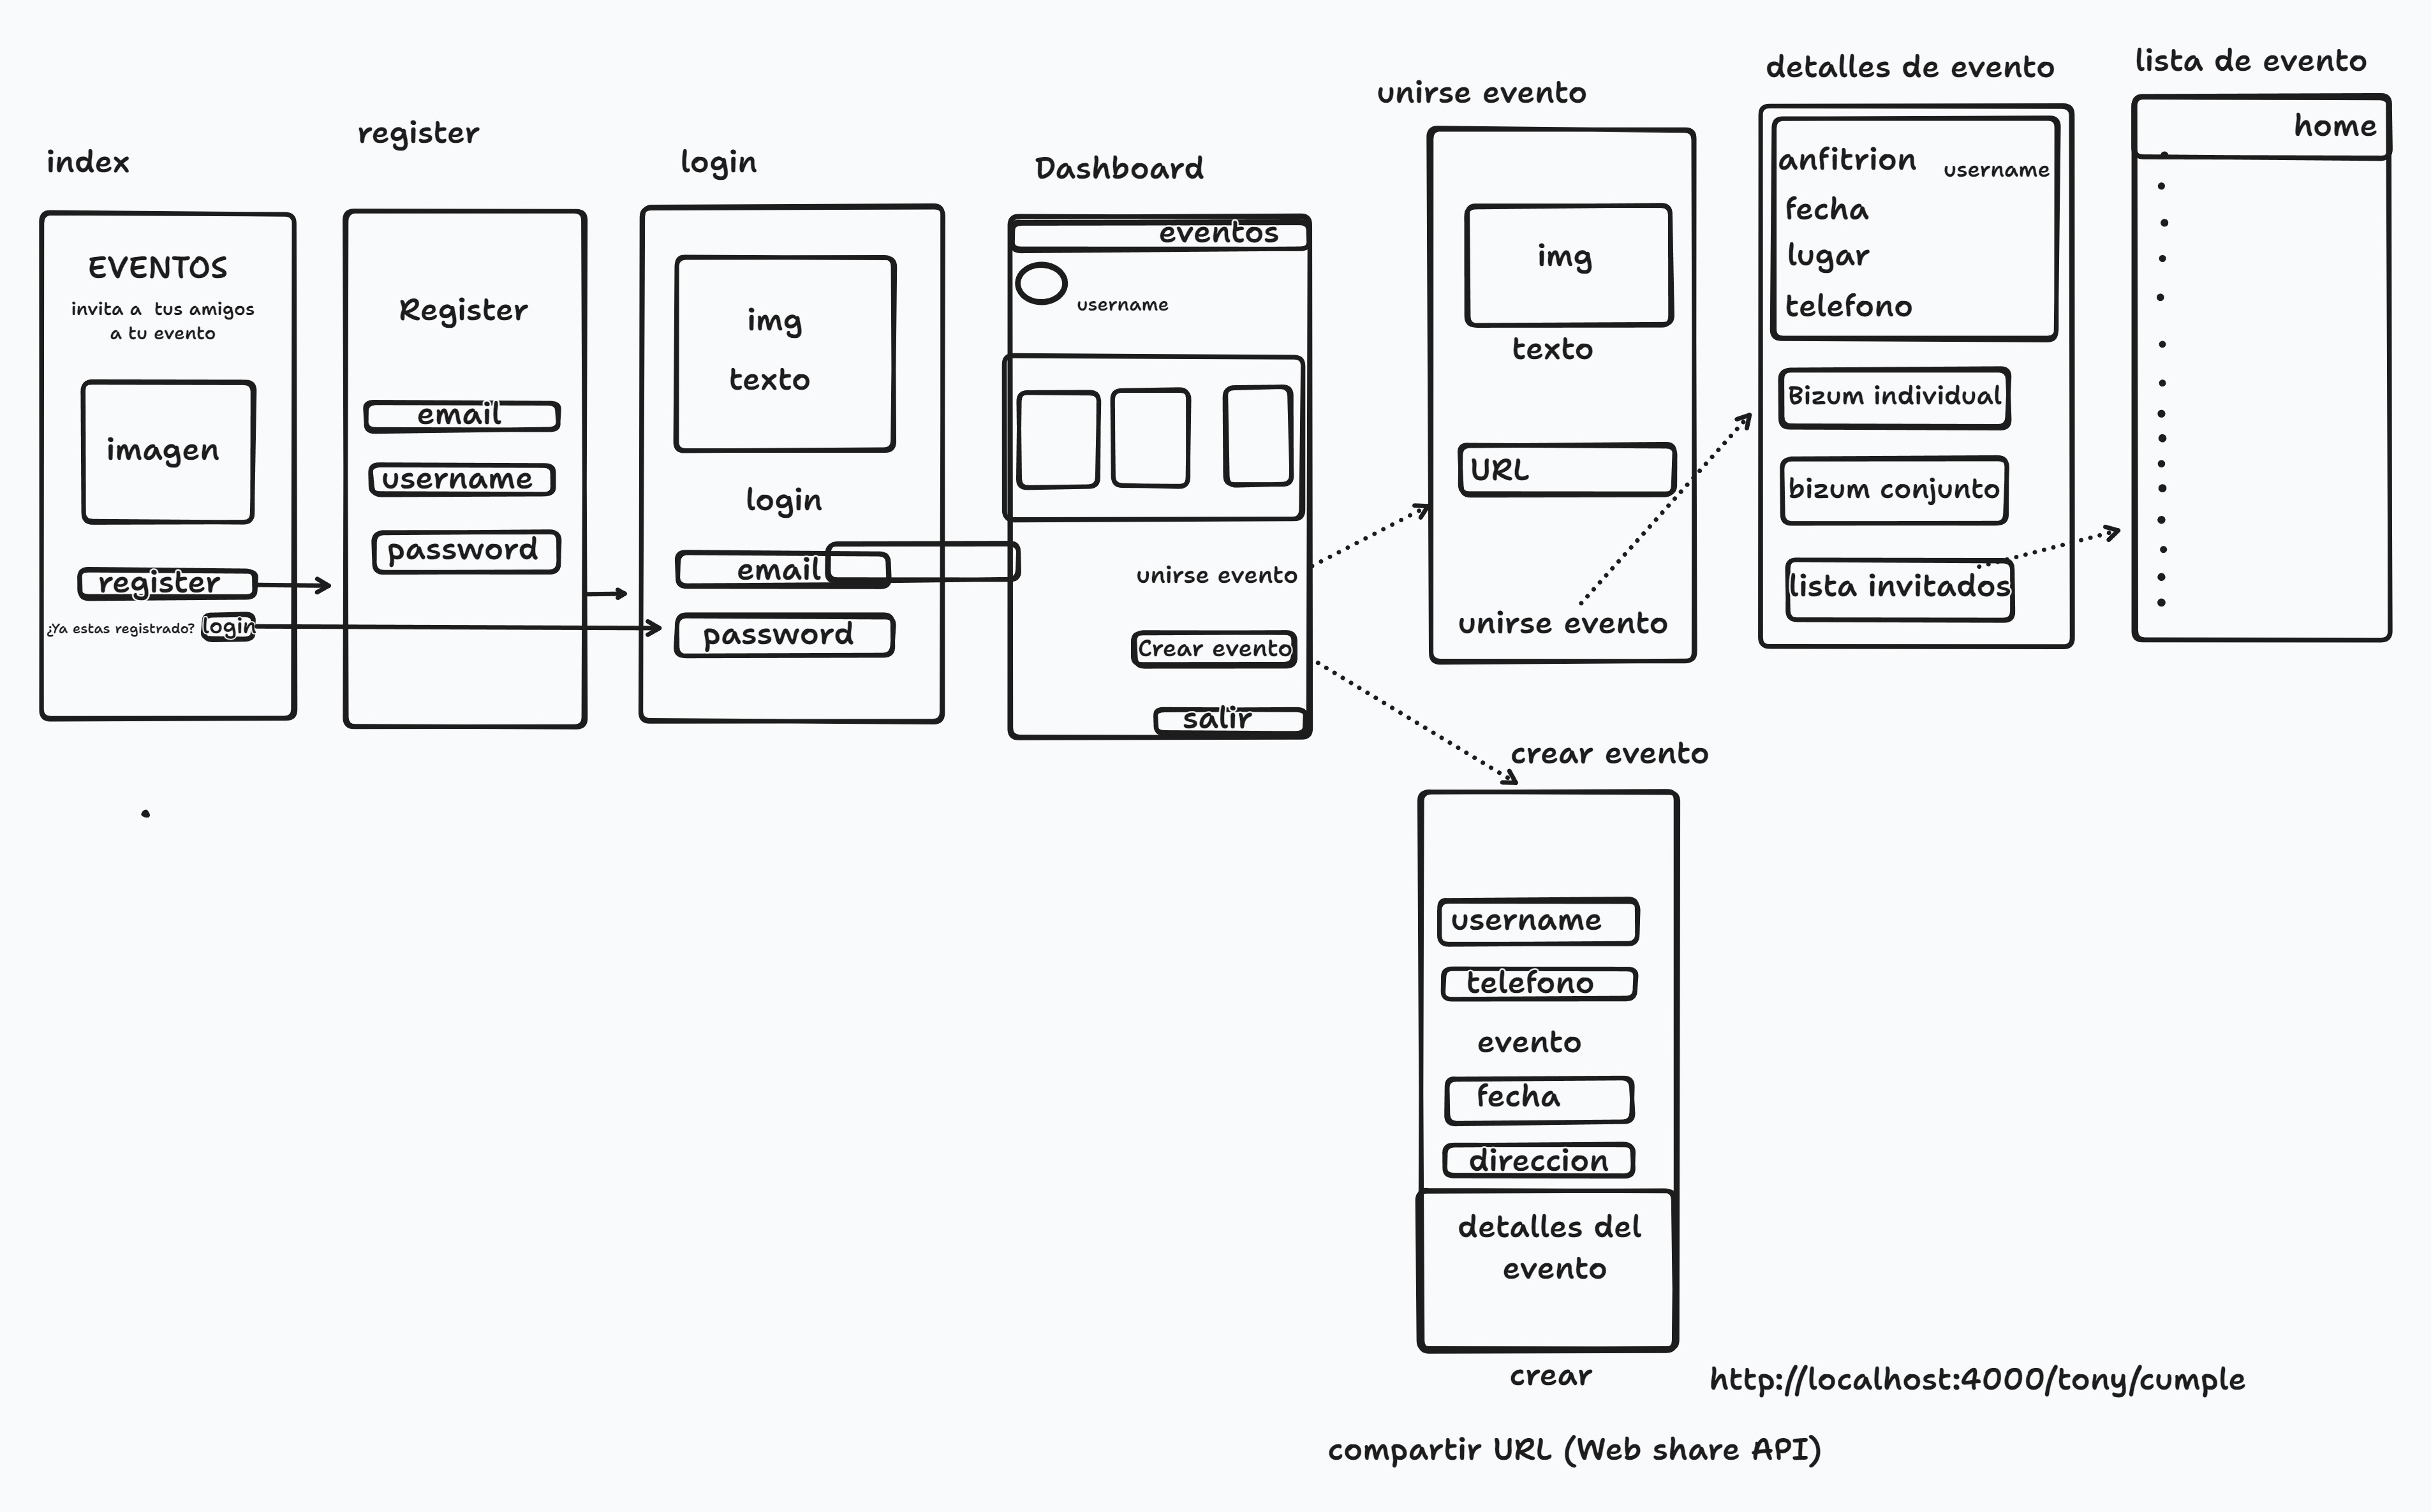 index
EVENTOS
invita a tus amigos
a tu evento
imagen
register
¿Ya estas registrado? login
register
Register
email
username
password
login
img
texto
login
email
password
Dashboard
eventos
username
unirse evento
Crear evento
salir
unirse evento
img
texto
URL
unirse evento
detalles de evento
anfitrion username
fecha
lugar
telefono
Bizum individual
bizum conjunto
lista invitados
lista de evento
home
crear evento
username
telefono
evento
fecha
direccion
detalles del
evento
crear
http://localhost:4000/tony/cumple
compartir URL (Web share API)